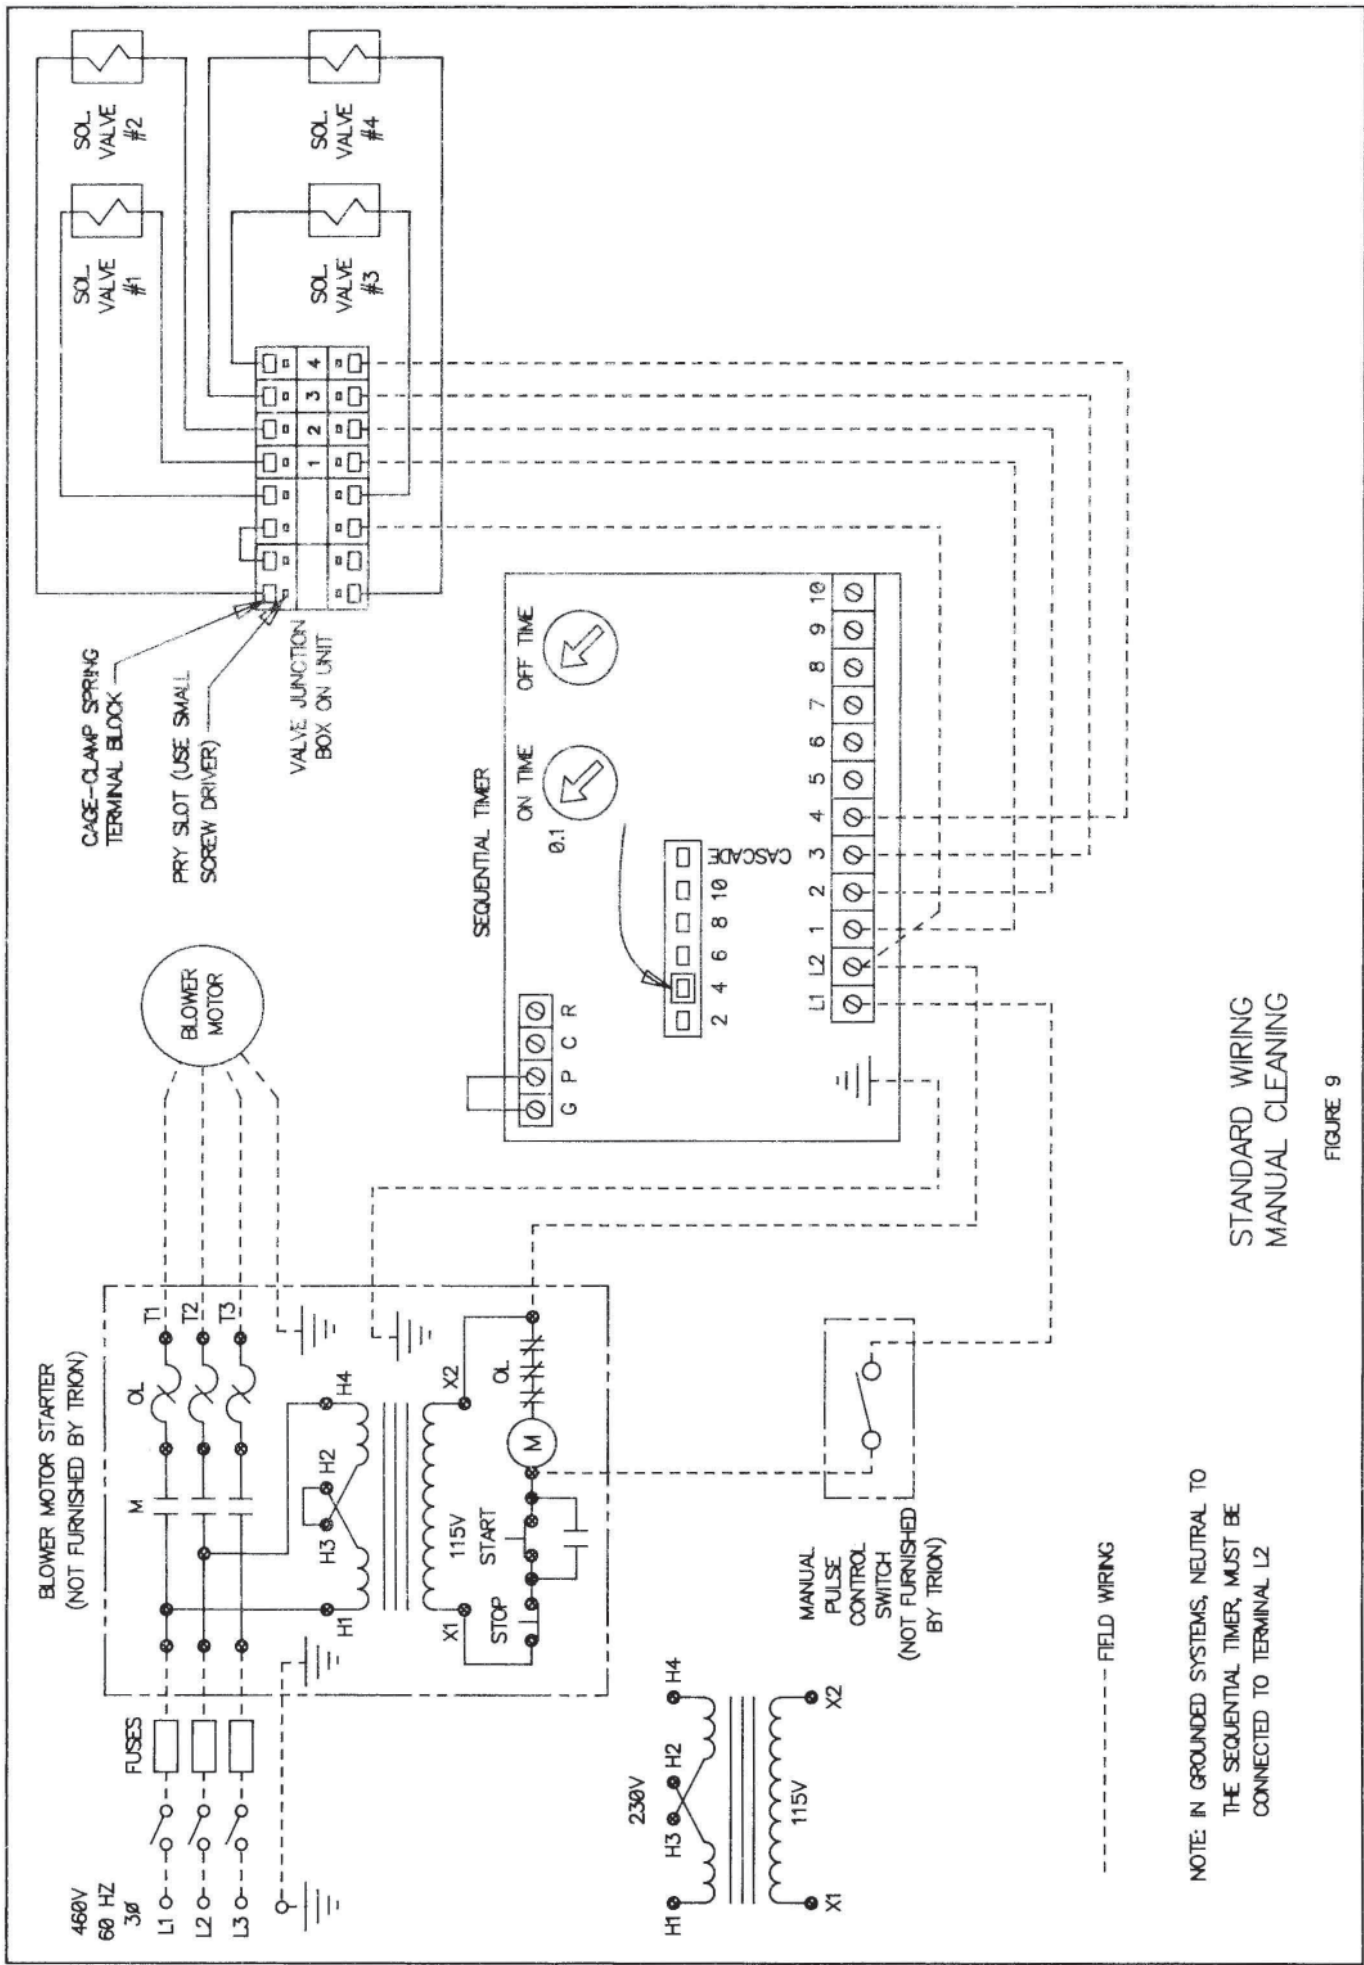 BLOWER MOTOR STARTER
(NOT FURNISHED BY TRION)
460V
60 HZ
3Ø
L1
L2
L3
FUSES
M
OL
T1
T2
T3
BLOWER
MOTOR
H1
H3
H2
H4
X1
115V
X2
STOP
START
M
OL
CAGE-CLAMP SPRING
TERMINAL BLOCK
PRY SLOT (USE SMALL
SCREW DRIVER)
VALVE JUNCTION
BOX ON UNIT
1
2
3
4
SOL.
VALVE
#1
SOL.
VALVE
#2
SOL.
VALVE
#3
SOL.
VALVE
#4
SEQUENTIAL TIMER
G P C R
ON TIME
OFF TIME
0.1
2 4 6 8 10 CASCADE
L1 L2 1 2 3 4 5 6 7 8 9 10
230V
H1
H3
H2
H4
115V
X1
X2
MANUAL
PULSE
CONTROL
SWITCH
(NOT FURNISHED
BY TRION)
FIELD WIRING
NOTE: IN GROUNDED SYSTEMS, NEUTRAL TO
THE SEQUENTIAL TIMER, MUST BE
CONNECTED TO TERMINAL L2
STANDARD WIRING
MANUAL CLEANING
FIGURE 9